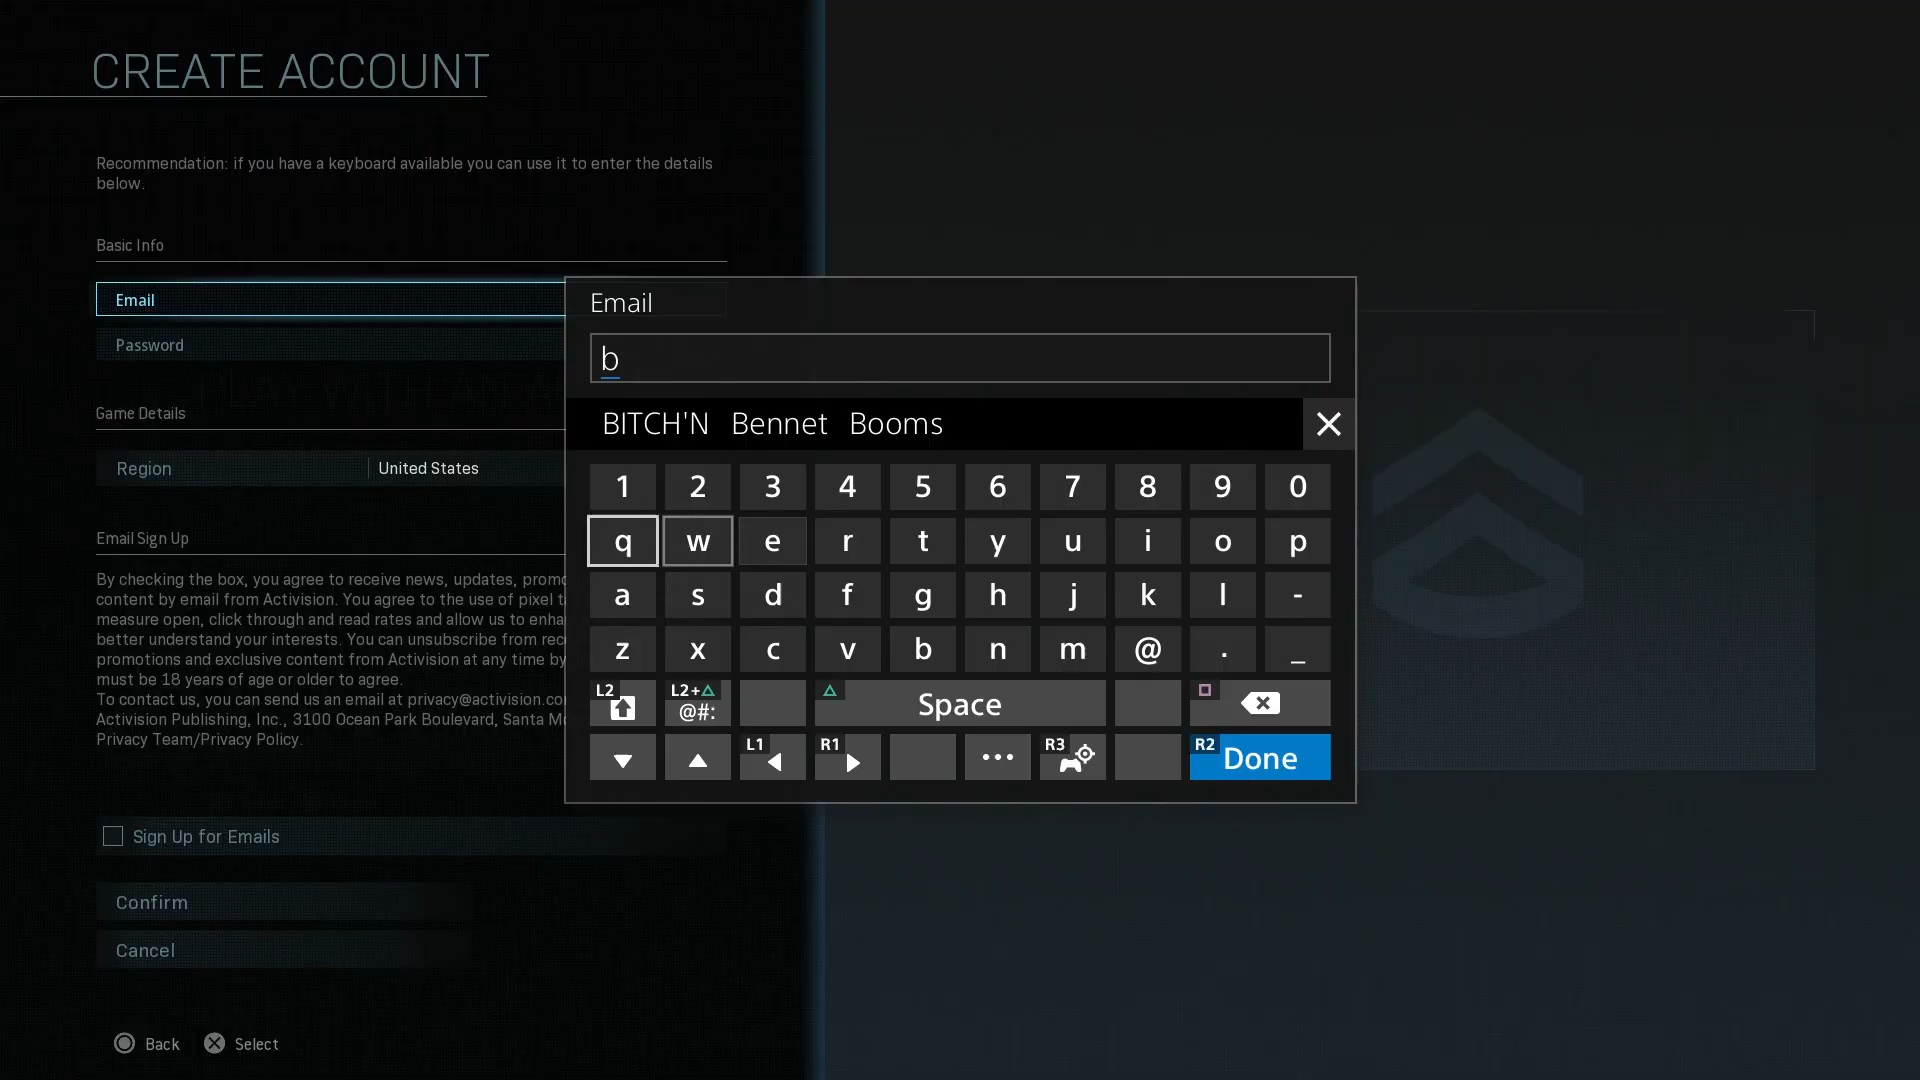 CREATE ACCOUNT
Recommendation: if you have a keyboard available you can use it to enter the details
below.
Basic Info
Email
Password
Game Details
Region United States
Email Sign Up
By checking the box, you agree to receive news, updates, promo
content by email from Activision. You agree to the use of pixel t
measure open, click through and read rates and allow us to enha
better understand your interests. You can unsubscribe from rec
promotions and exclusive content from Activision at any time by
must be 18 years of age or older to agree.
To contact us, you can send us an email at privacy@activision.co
Activision Publishing, Inc., 3100 Ocean Park Boulevard, Santa Mo
Privacy Team/Privacy Policy.
Sign Up for Emails
Confirm
Cancel
Back Select
Email
b
BITCH'N Bennet Booms
1 2 3 4 5 6 7 8 9 0
q w e r t y u i o p
a s d f g h j k l -
z x c v b n m @ . _
L2 L2+△ @#: △ Space
L1 R1 ... R3 R2 Done